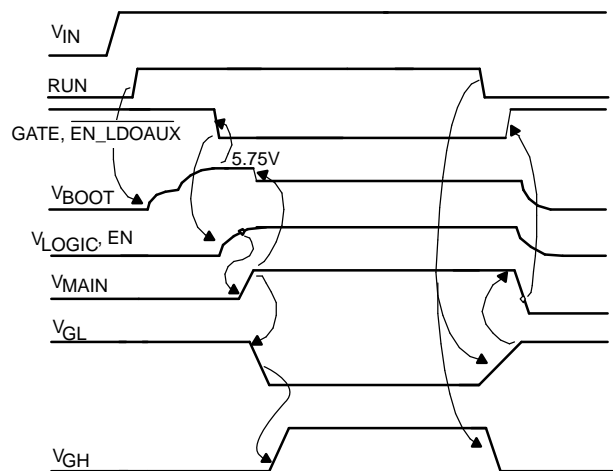 VIN
RUN
GATE, EN_LDOAUX
5.75V
VBOOT
VLOGIC, EN
VMAIN
VGL
VGH